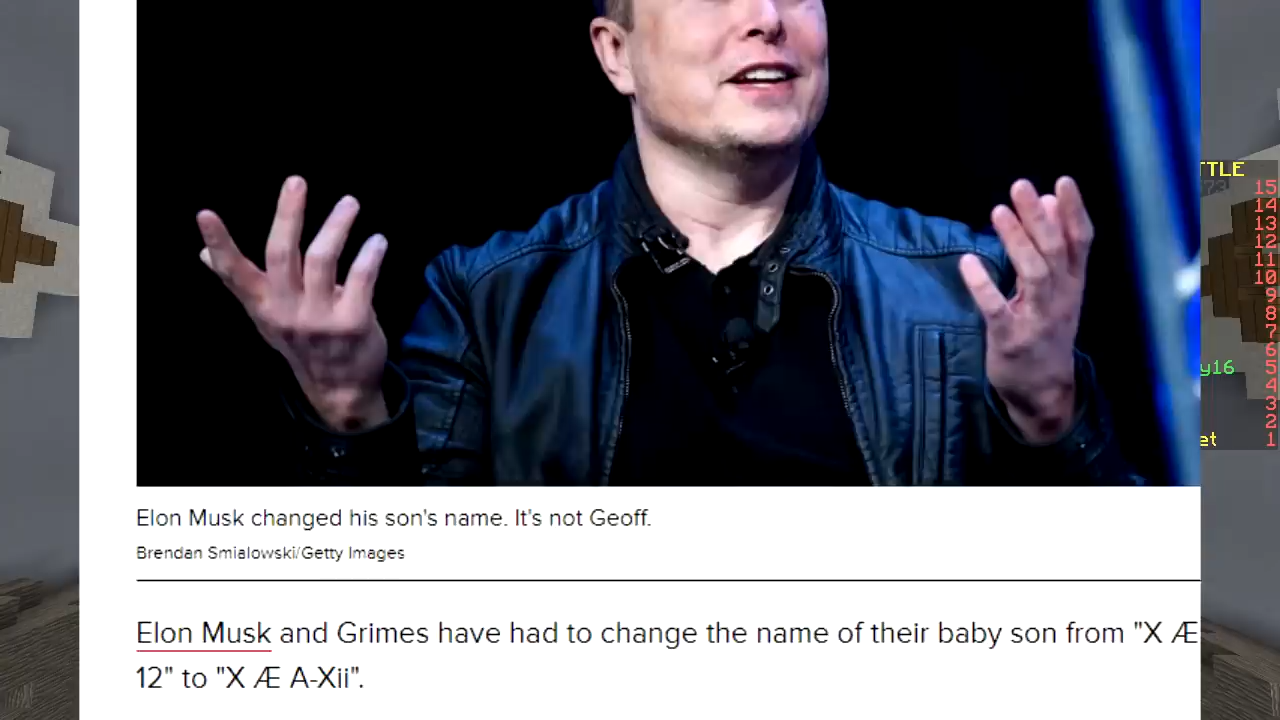 Elon Musk changed his son's name. It's not Geoff.
Brendan Smialowski/Getty Images
Elon Musk and Grimes have had to change the name of their baby son from "X Æ
12" to "X Æ A-Xii".
TTLE
15
14
13
12
11
10
9
8
7
6
y16 5
4
3
2
et 1